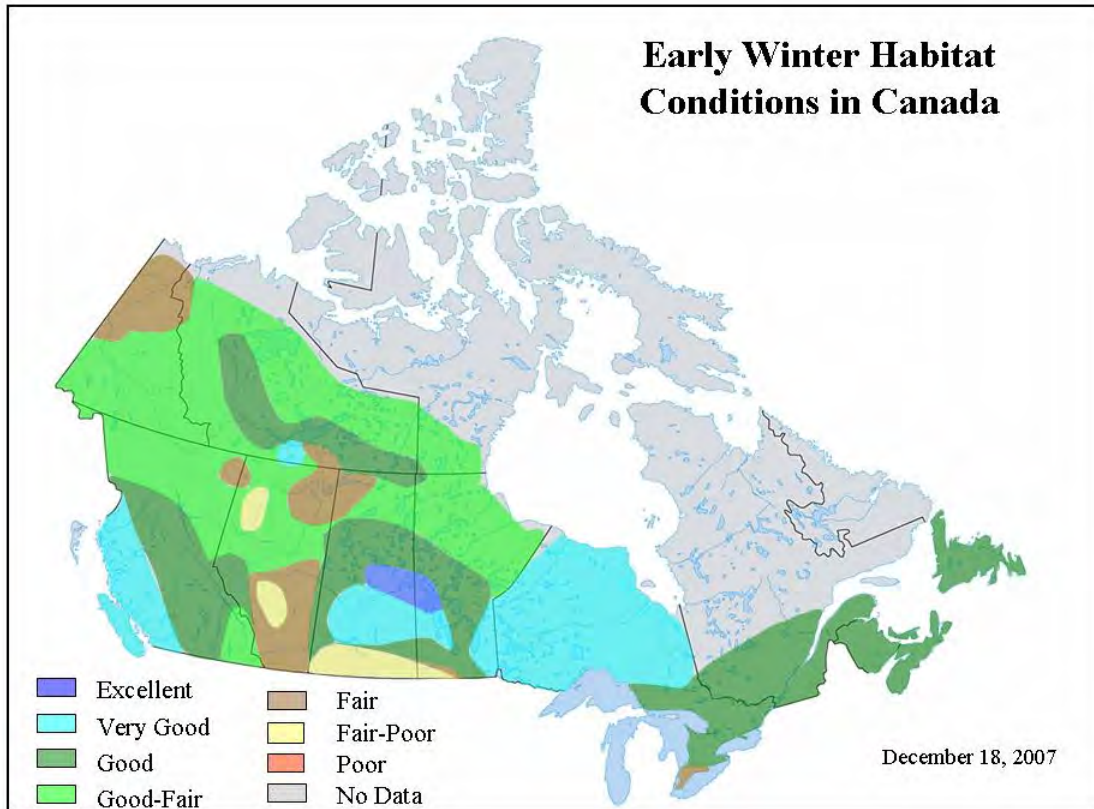 Early Winter Habitat
Conditions in Canada
Excellent
Very Good
Good
Good-Fair
Fair
Fair-Poor
Poor
No Data
December 18, 2007